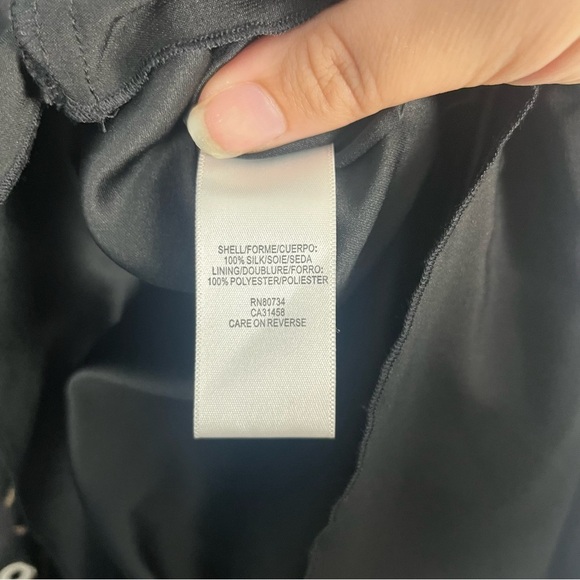 SHELL/FORME/CUERPO:
100% SILK/SOIE/SEDA
LINING/DOUBLURE/FORRO:
100% POLYESTER/POLIESTER
RN80734
CA31458
CARE ON REVERSE